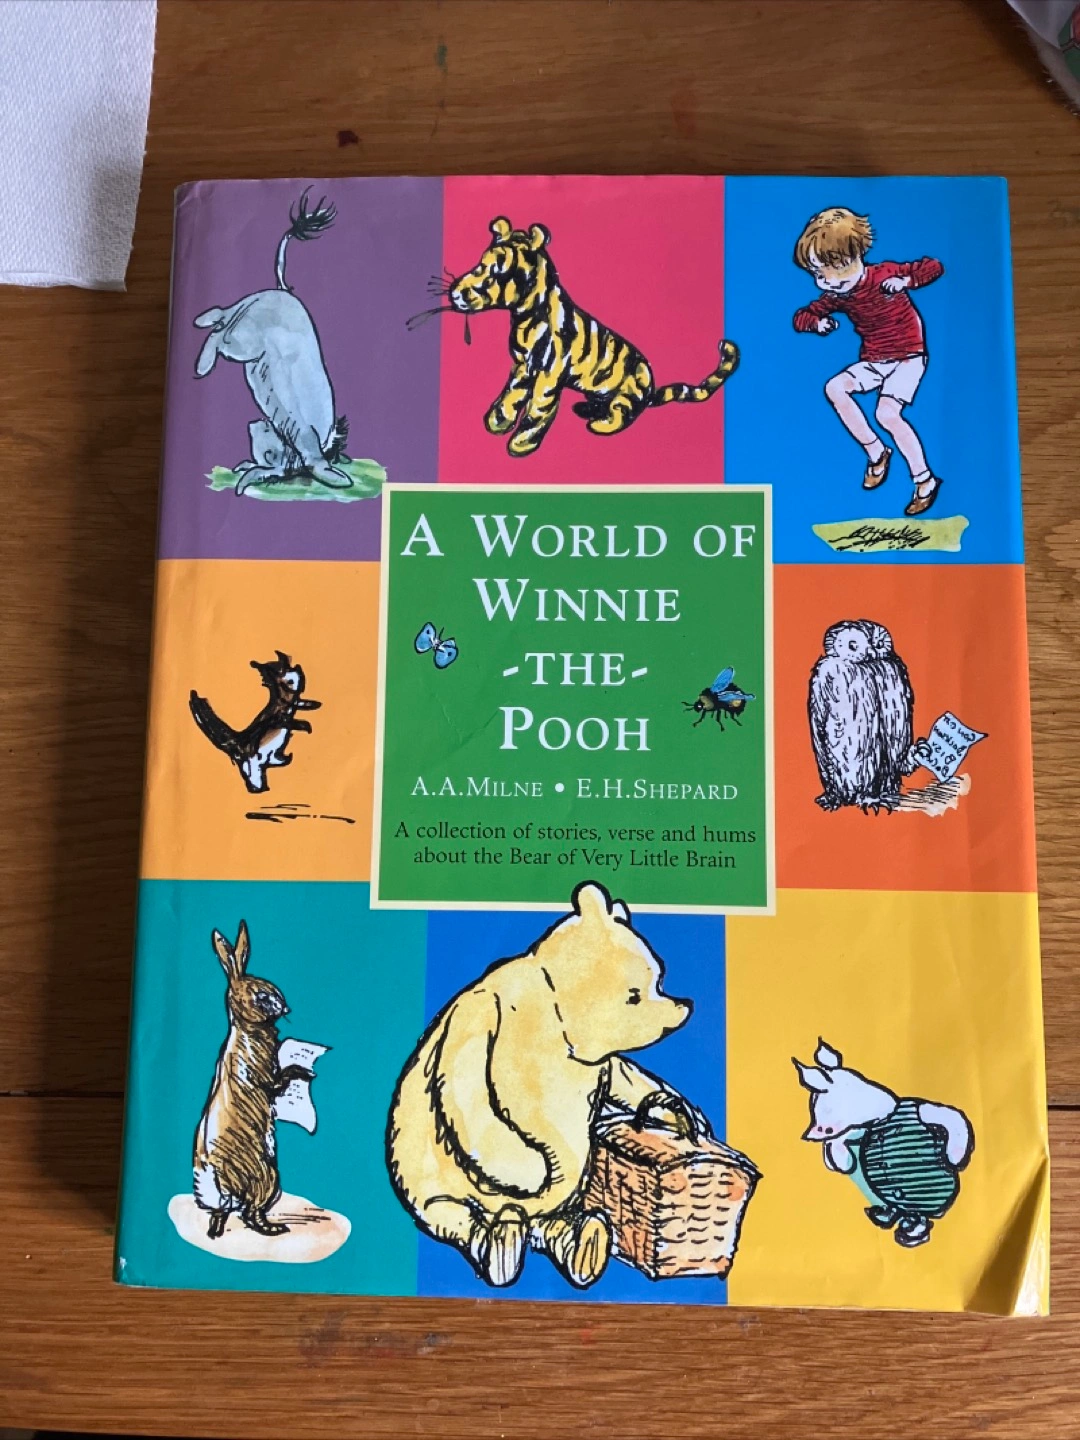 A WORLD OF
WINNIE
-THE-
POOH
A.A.MILNE • E.H.SHEPARD
A collection of stories, verse and hums
about the Bear of Very Little Brain